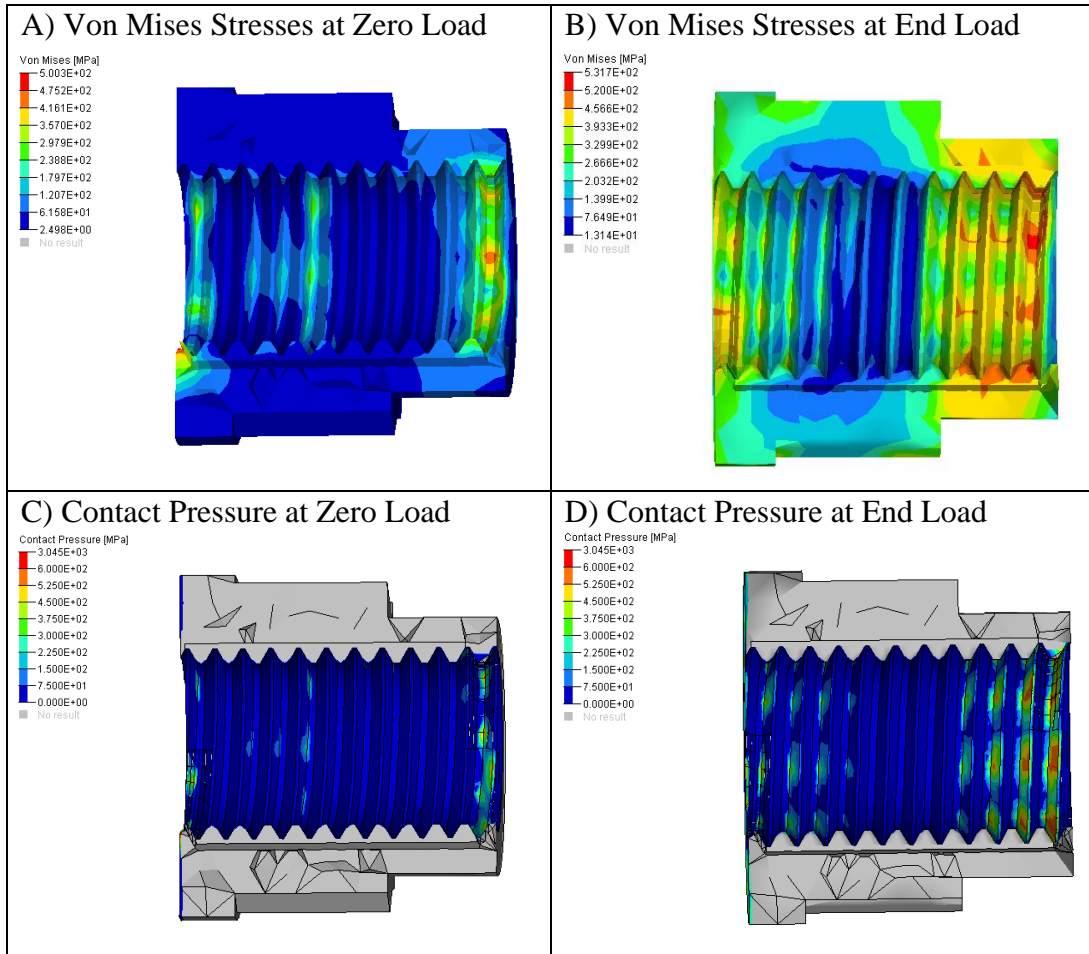 A) Von Mises Stresses at Zero Load
Von Mises [MPa]
5.003E+02
4.752E+02
4.161E+02
3.570E+02
2.979E+02
2.388E+02
1.797E+02
1.207E+02
6.158E+01
2.498E+00
No result
B) Von Mises Stresses at End Load
Von Mises [MPa]
5.317E+02
5.200E+02
4.566E+02
3.933E+02
3.299E+02
2.666E+02
2.032E+02
1.399E+02
7.649E+01
1.314E+01
No result
C) Contact Pressure at Zero Load
Contact Pressure [MPa]
3.045E+03
6.000E+02
5.250E+02
4.500E+02
3.750E+02
3.000E+02
2.250E+02
1.500E+02
7.500E+01
0.000E+00
No result
D) Contact Pressure at End Load
Contact Pressure [MPa]
3.045E+03
6.000E+02
5.250E+02
4.500E+02
3.750E+02
3.000E+02
2.250E+02
1.500E+02
7.500E+01
0.000E+00
No result